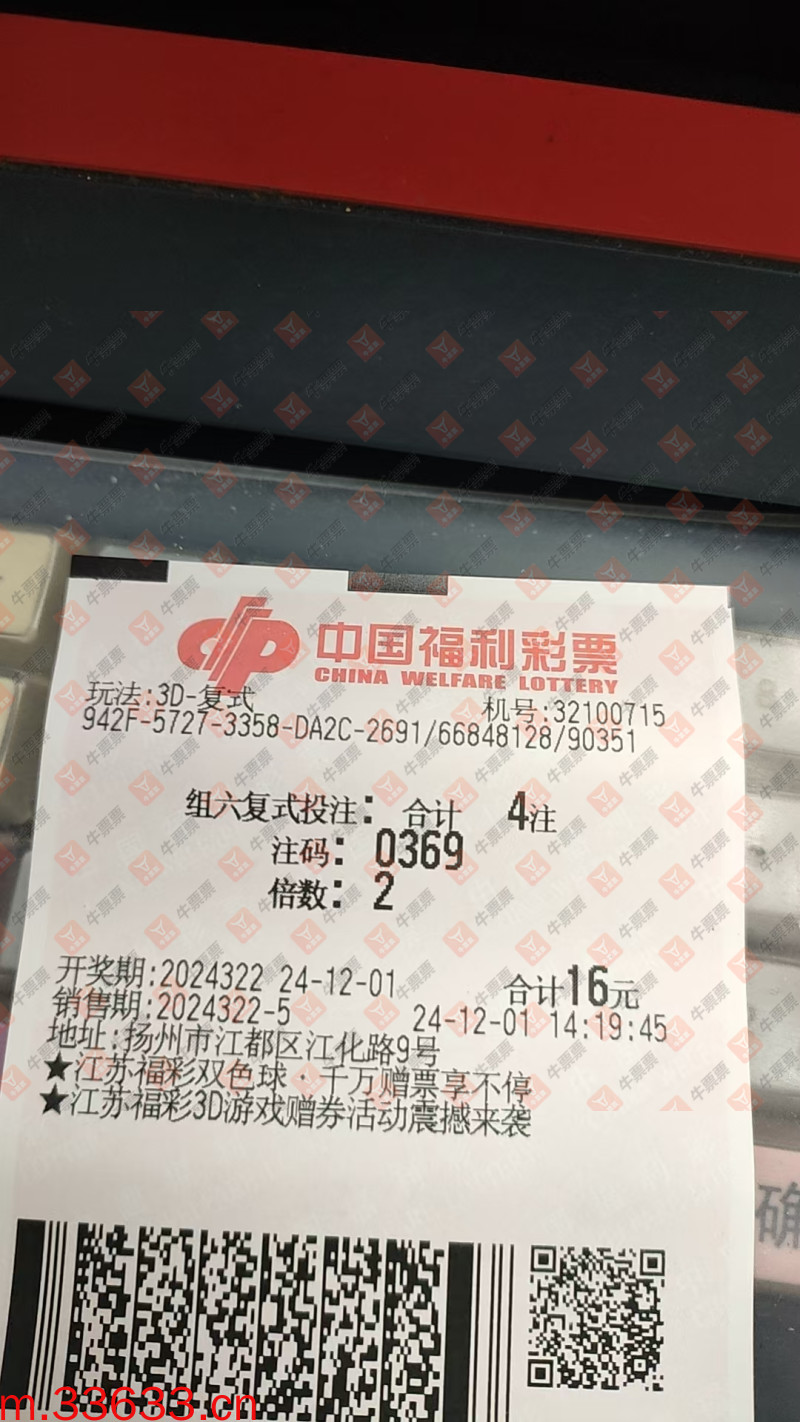 中国福利彩票
CHINA WELFARE LOTTERY
玩法:3D-复式 机号:32100715
942F-5727-3358-DA2C-2691/66848128/90351
组六复式投注: 合计 4注
注码: 0369
倍数: 2
开奖期:2024322 24-12-01 合计16元
销售期:2024322-5 24-12-01 14:19:45
地址:扬州市江都区江化路9号
★江苏福彩双色球·千万赠票享不停
★江苏福彩3D游戏赠券活动震撼来袭
确
牛票票
m.33633.cn